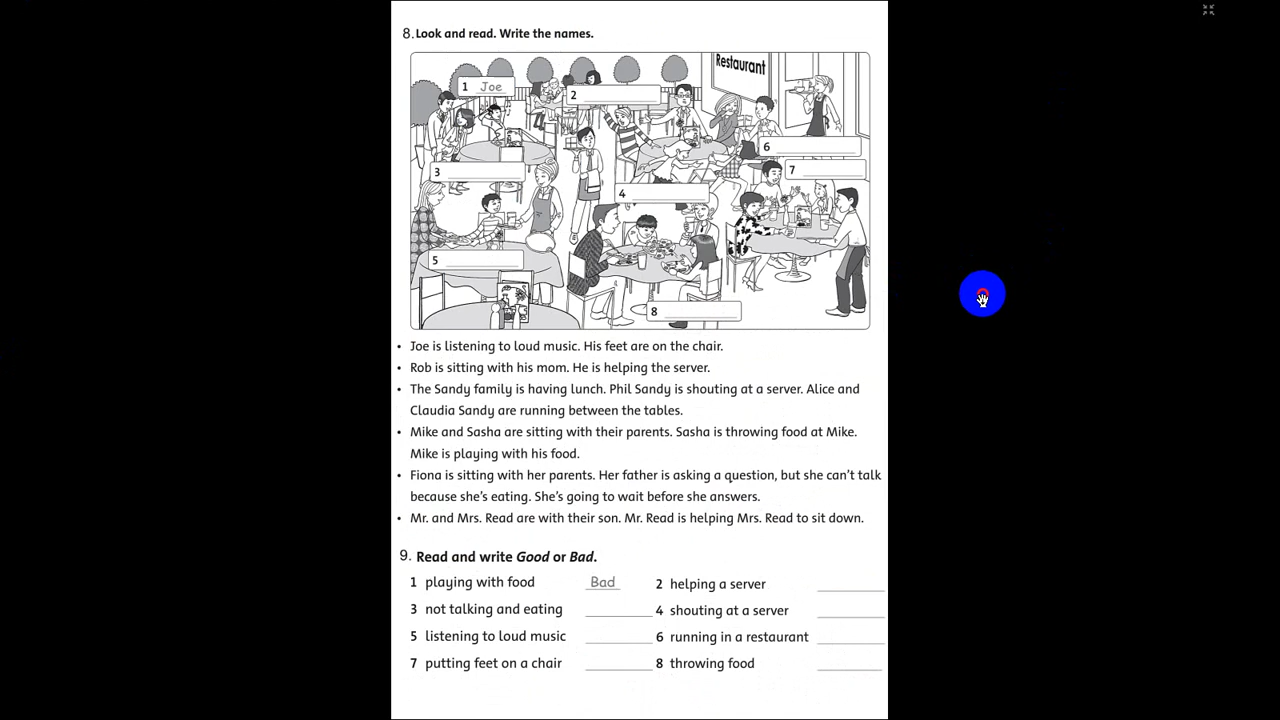 8. Look and read. Write the names.
Restaurant
1 Joe
2
6
7
3
4
5
8
• Joe is listening to loud music. His feet are on the chair.
• Rob is sitting with his mom. He is helping the server.
• The Sandy family is having lunch. Phil Sandy is shouting at a server. Alice and
Claudia Sandy are running between the tables.
• Mike and Sasha are sitting with their parents. Sasha is throwing food at Mike.
Mike is playing with his food.
• Fiona is sitting with her parents. Her father is asking a question, but she can't talk
because she's eating. She's going to wait before she answers.
• Mr. and Mrs. Read are with their son. Mr. Read is helping Mrs. Read to sit down.
9. Read and write Good or Bad.
1 playing with food Bad 2 helping a server
3 not talking and eating 4 shouting at a server
5 listening to loud music 6 running in a restaurant
7 putting feet on a chair 8 throwing food